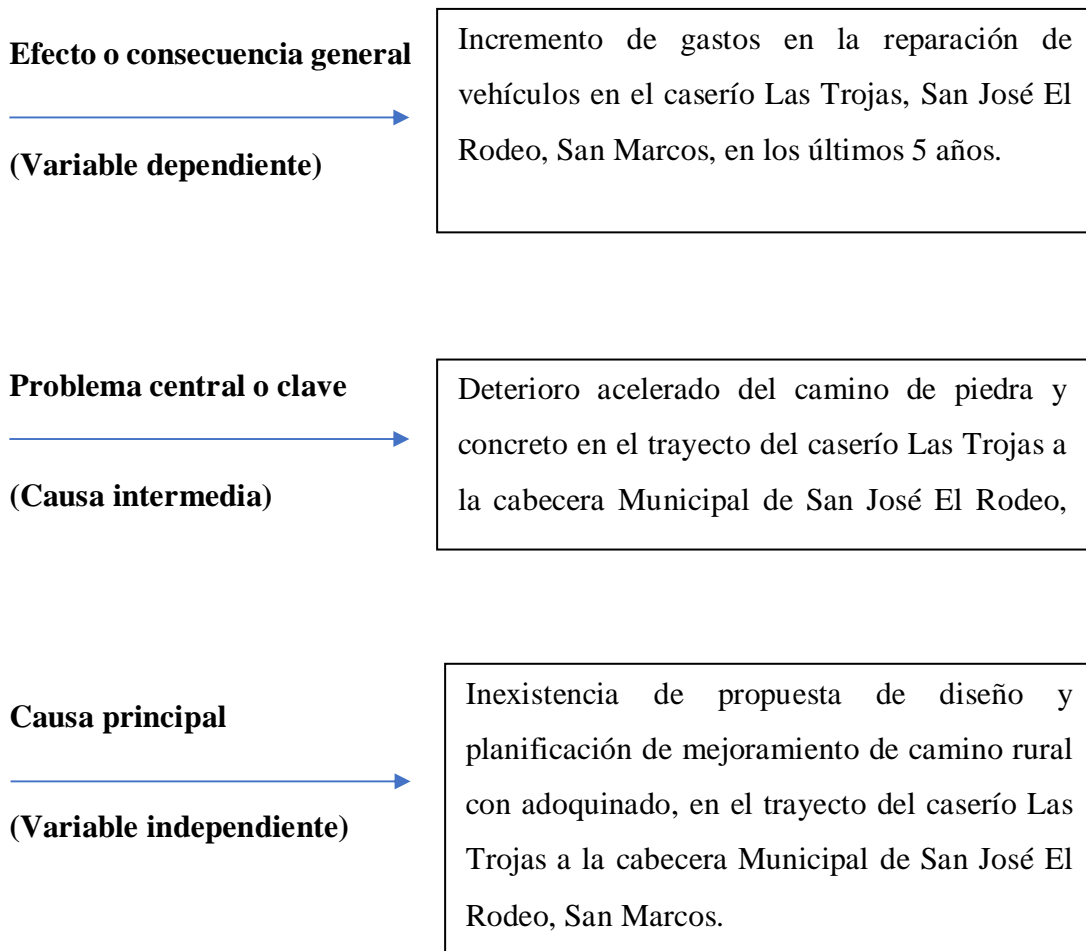 Efecto o consecuencia general
(Variable dependiente)
Incremento de gastos en la reparación de
vehículos en el caserío Las Trojas, San José El
Rodeo, San Marcos, en los últimos 5 años.
Problema central o clave
(Causa intermedia)
Deterioro acelerado del camino de piedra y
concreto en el trayecto del caserío Las Trojas a
la cabecera Municipal de San José El Rodeo,
Causa principal
(Variable independiente)
Inexistencia de propuesta de diseño y
planificación de mejoramiento de camino rural
con adoquinado, en el trayecto del caserío Las
Trojas a la cabecera Municipal de San José El
Rodeo, San Marcos.